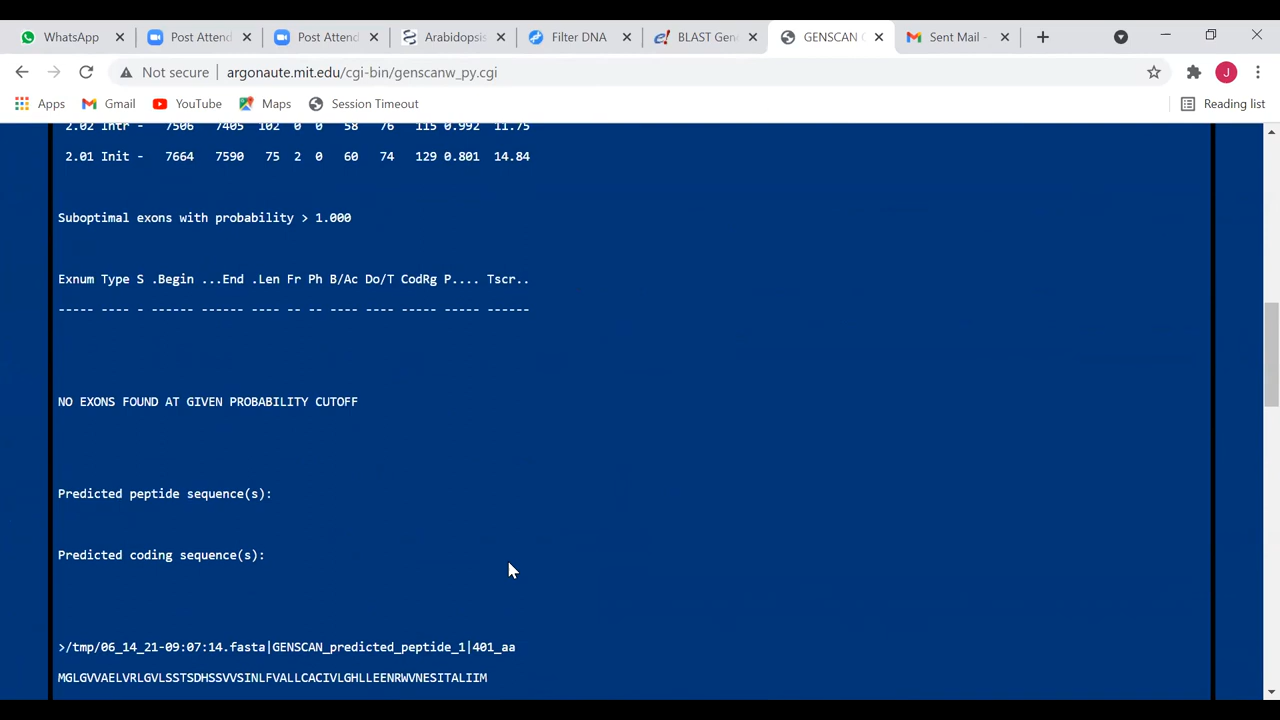 WhatsApp
Post Attend
Post Attend
Arabidopsis
Filter DNA
e! BLAST Gen
GENSCAN
Sent Mail -
Not secure argonaute.mit.edu/cgi-bin/genscanw_py.cgi
J
Apps Gmail YouTube Maps Session Timeout Reading list
2.02 Intr - 7506 7405 102 0 0 58 76 115 0.992 11.75
2.01 Init - 7664 7590 75 2 0 60 74 129 0.801 14.84
Suboptimal exons with probability > 1.000
Exnum Type S .Begin ...End .Len Fr Ph B/Ac Do/T CodRg P.... Tscr..
----- ---- - ------ ------ ---- -- -- ---- ---- ----- ----- ------
NO EXONS FOUND AT GIVEN PROBABILITY CUTOFF
Predicted peptide sequence(s):
Predicted coding sequence(s):
>/tmp/06_14_21-09:07:14.fasta|GENSCAN_predicted_peptide_1|401_aa
MGLGVVAELVRLGVLSSTSDHSSVVSINLFVALLCACIVLGHLLEENRWVNESITALIIM